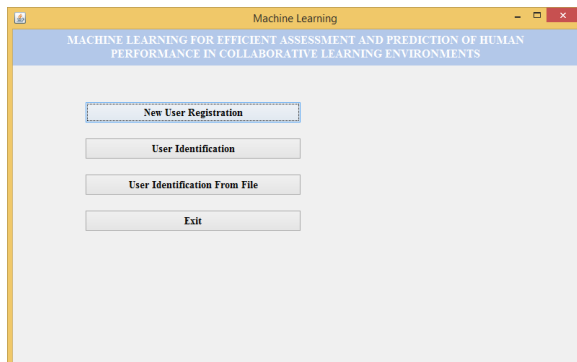 Machine Learning
MACHINE LEARNING FOR EFFICIENT ASSESSMENT AND PREDICTION OF HUMAN
PERFORMANCE IN COLLABORATIVE LEARNING ENVIRONMENTS
New User Registration
User Identification
User Identification From File
Exit